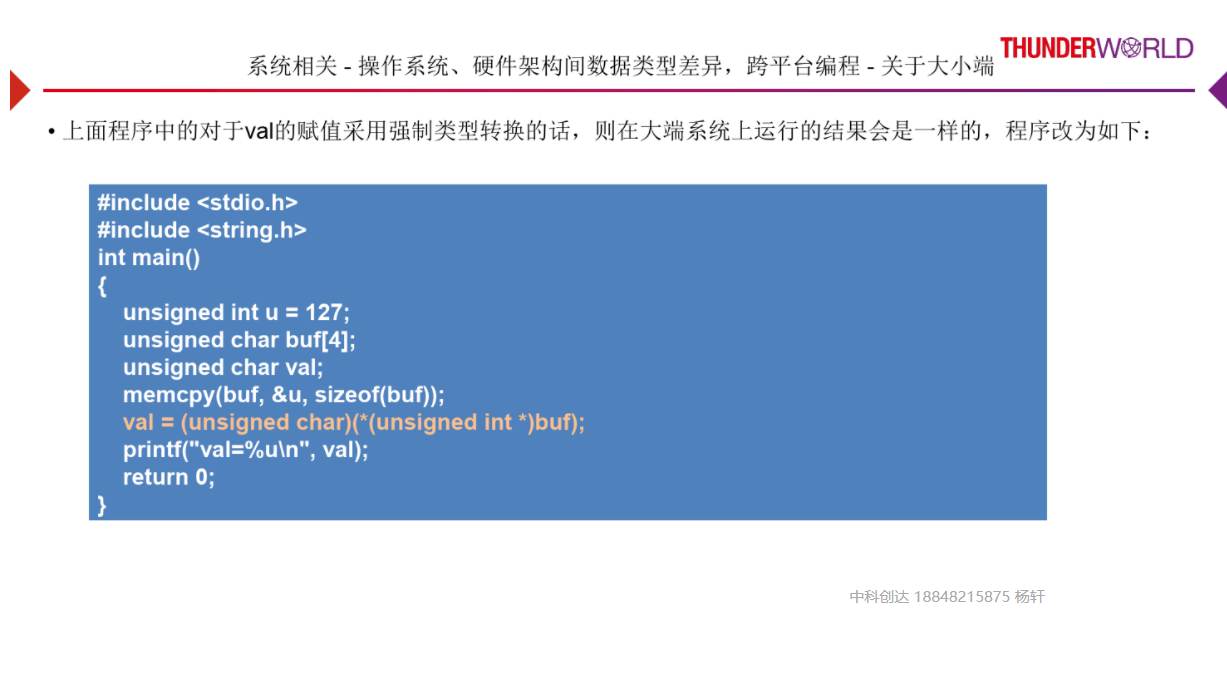 THUNDERWORLD
系统相关 - 操作系统、硬件架构间数据类型差异，跨平台编程 - 关于大小端
• 上面程序中的对于val的赋值采用强制类型转换的话，则在大端系统上运行的结果会是一样的，程序改为如下：
#include <stdio.h>
#include <string.h>
int main()
{
    unsigned int u = 127;
    unsigned char buf[4];
    unsigned char val;
    memcpy(buf, &u, sizeof(buf));
    val = (unsigned char)(*(unsigned int *)buf);
    printf("val=%u\n", val);
    return 0;
}
中科创达 18848215875 杨轩